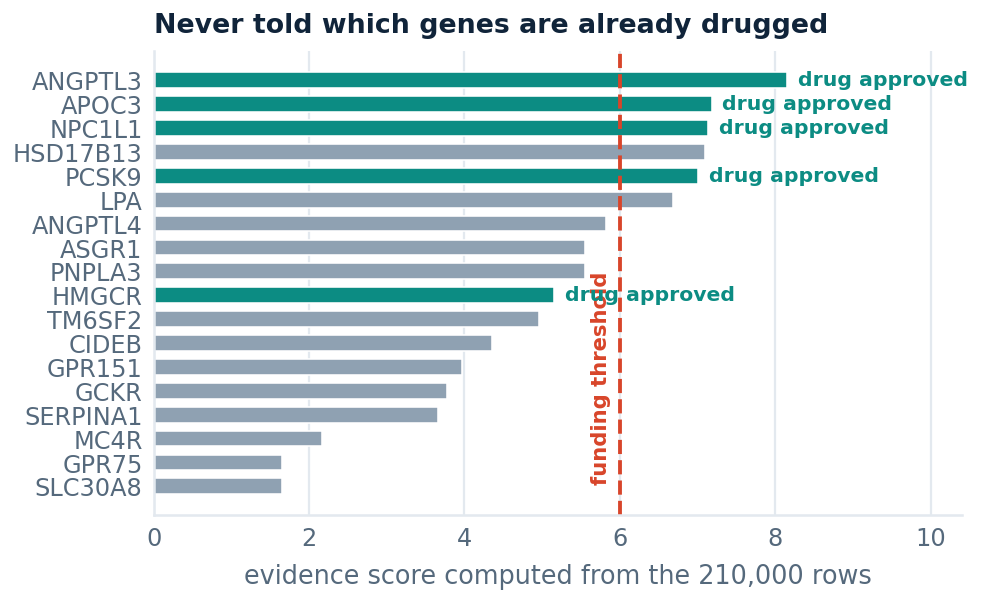 Never told which genes are already drugged
ANGPTL3
drug approved
APOC3
drug approved
NPC1L1
drug approved
HSD17B13
PCSK9
drug approved
LPA
ANGPTL4
ASGR1
PNPLA3
HMGCR
drug approved
TM6SF2
CIDEB
GPR151
GCKR
SERPINA1
MC4R
GPR75
SLC30A8
funding threshold
0 2 4 6 8 10
evidence score computed from the 210,000 rows